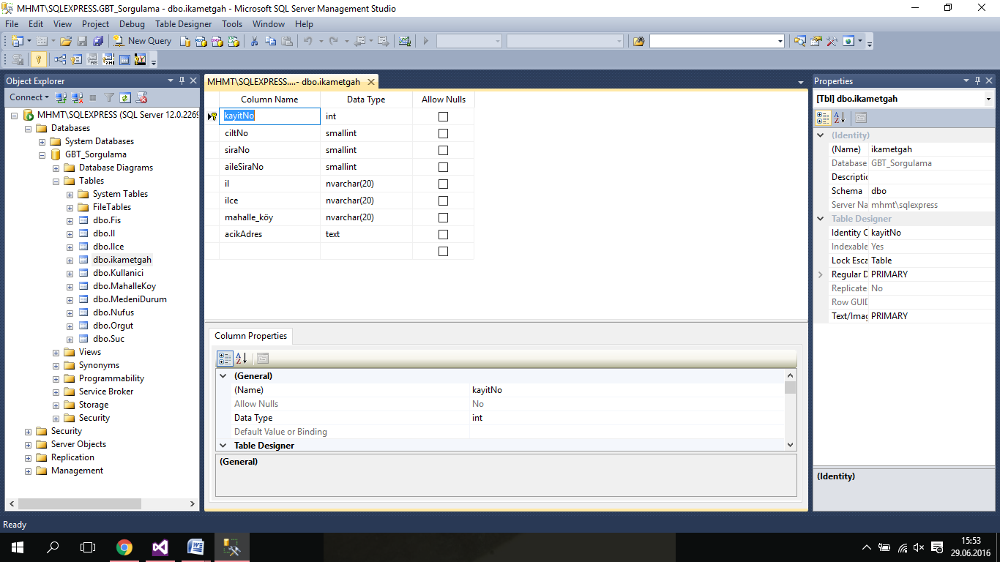 MHMT\SQLEXPRESS.GBT_Sorgulama - dbo.ikametgah - Microsoft SQL Server Management Studio
File Edit View Project Debug Table Designer Tools Window Help
New Query
Object Explorer
Connect
MHMT\SQLEXPRESS (SQL Server 12.0.2269
Databases
System Databases
GBT_Sorgulama
Database Diagrams
Tables
System Tables
FileTables
dbo.Fis
dbo.Il
dbo.Ilce
dbo.ikametgah
dbo.Kullanici
dbo.MahalleKoy
dbo.MedeniDurum
dbo.Nufus
dbo.Orgut
dbo.Suc
Views
Synonyms
Programmability
Service Broker
Storage
Security
Security
Server Objects
Replication
Management
MHMT\SQLEXPRESS....- dbo.ikametgah
Column Name Data Type Allow Nulls
kayitNo int
ciltNo smallint
siraNo smallint
aileSiraNo smallint
il nvarchar(20)
ilce nvarchar(20)
mahalle_köy nvarchar(20)
acikAdres text
Column Properties
(General)
(Name) kayitNo
Allow Nulls No
Data Type int
Default Value or Binding
Table Designer
(General)
Properties
[Tbl] dbo.ikametgah
(Identity)
(Name) ikametgah
Database GBT_Sorgulama
Descriptic
Schema dbo
Server Na mhmt\sqlexpress
Table Designer
Identity C kayitNo
Indexable Yes
Lock Esca Table
Regular D PRIMARY
Replicate No
Row GUID
Text/Imag PRIMARY
(Identity)
Ready
15:53
29.06.2016